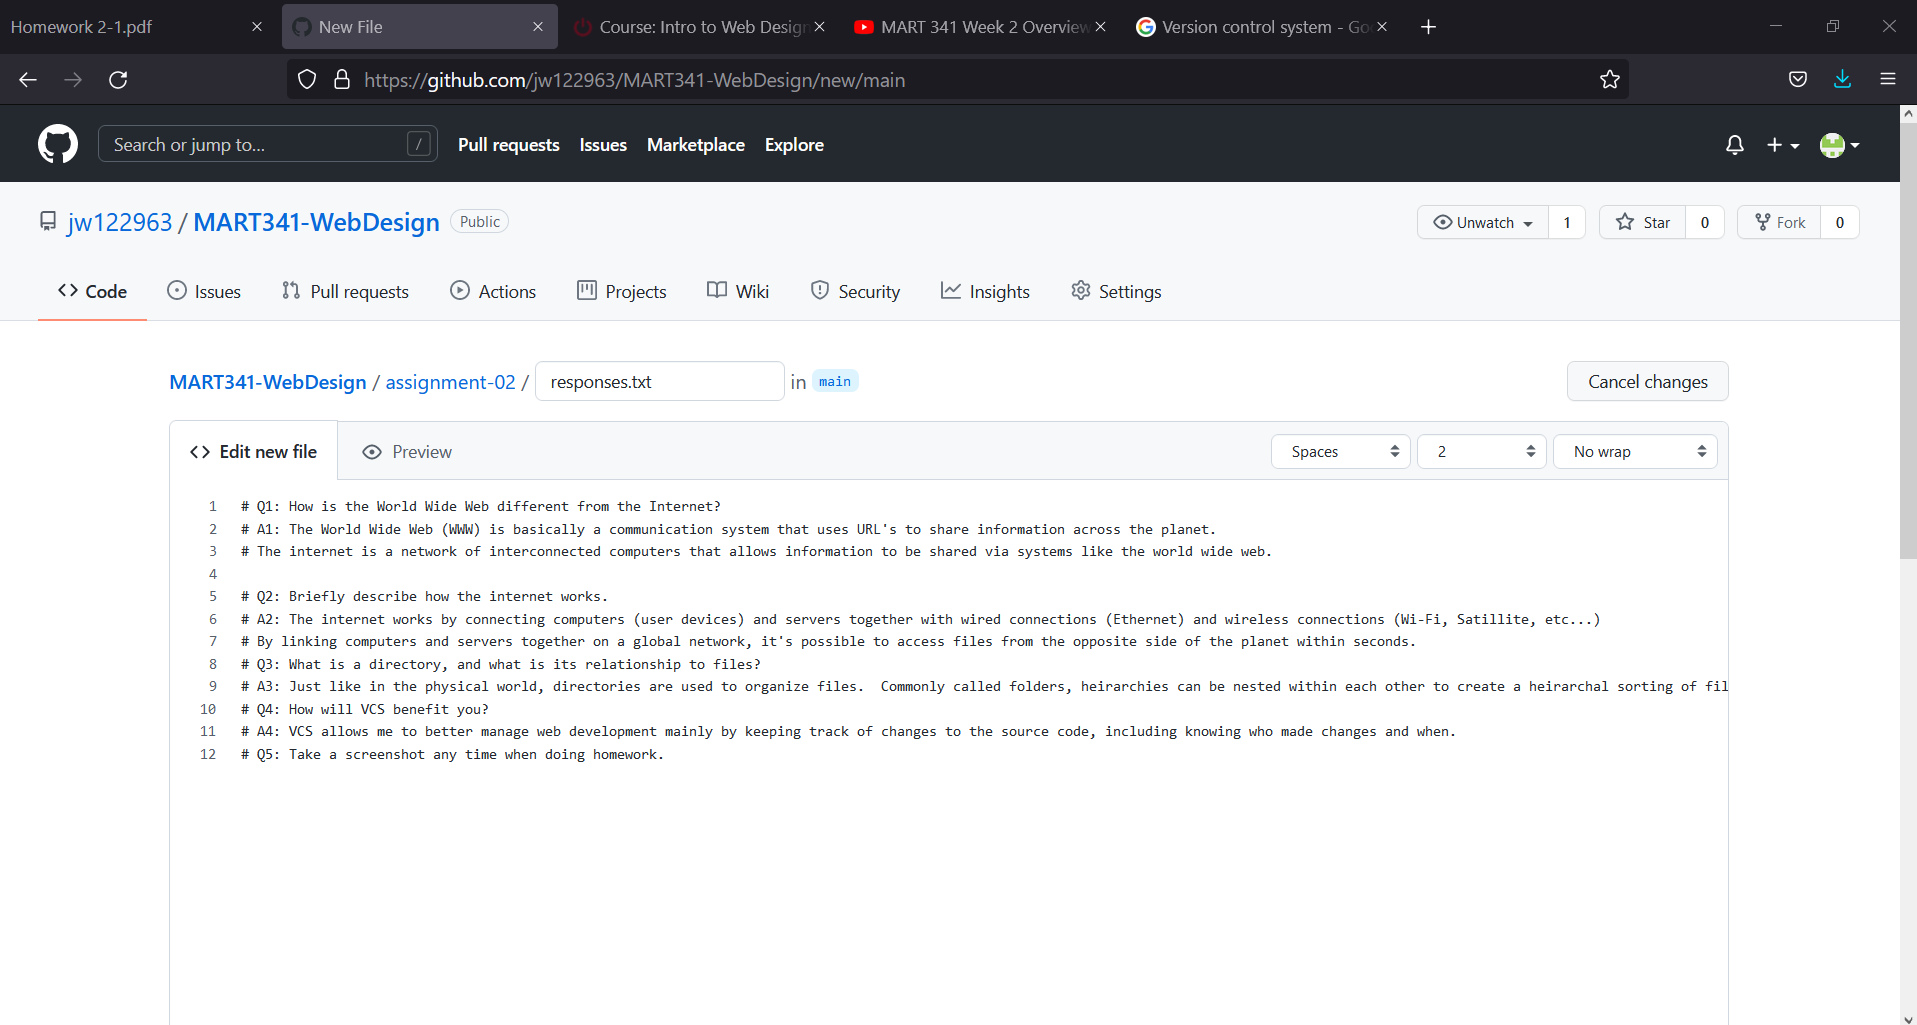 Homework 2-1.pdf
New File
Course: Intro to Web Design
MART 341 Week 2 Overview
Version control system - Go
https://github.com/jw122963/MART341-WebDesign/new/main
Search or jump to... /
Pull requests Issues Marketplace Explore
jw122963 / MART341-WebDesign Public
Unwatch 1 Star 0 Fork 0
Code Issues Pull requests Actions Projects Wiki Security Insights Settings
MART341-WebDesign / assignment-02 / responses.txt in main Cancel changes
Edit new file Preview Spaces 2 No wrap
1 # Q1: How is the World Wide Web different from the Internet?
2 # A1: The World Wide Web (WWW) is basically a communication system that uses URL's to share information across the planet.
3 # The internet is a network of interconnected computers that allows information to be shared via systems like the world wide web.
4
5 # Q2: Briefly describe how the internet works.
6 # A2: The internet works by connecting computers (user devices) and servers together with wired connections (Ethernet) and wireless connections (Wi-Fi, Satillite, etc...)
7 # By linking computers and servers together on a global network, it's possible to access files from the opposite side of the planet within seconds.
8 # Q3: What is a directory, and what is its relationship to files?
9 # A3: Just like in the physical world, directories are used to organize files.  Commonly called folders, heirarchies can be nested within each other to create a heirarchal sorting of fil
10 # Q4: How will VCS benefit you?
11 # A4: VCS allows me to better manage web development mainly by keeping track of changes to the source code, including knowing who made changes and when.
12 # Q5: Take a screenshot any time when doing homework.